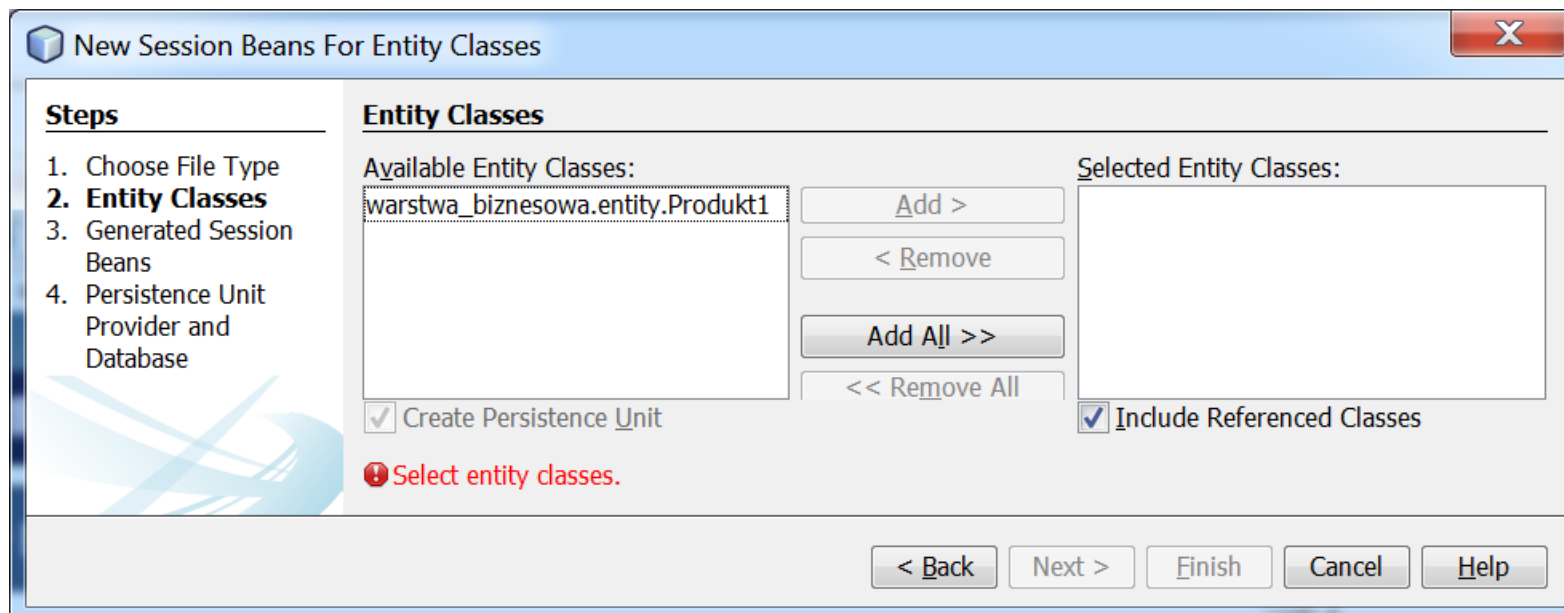 New Session Beans For Entity Classes
Steps
1. Choose File Type
2. Entity Classes
3. Generated Session
Beans
4. Persistence Unit
Provider and
Database
Entity Classes
Available Entity Classes:
warstwa_biznesowa.entity.Produkt1
Add >
< Remove
Add All >>
<< Remove All
Selected Entity Classes:
Create Persistence Unit
Include Referenced Classes
Select entity classes.
< Back
Next >
Finish
Cancel
Help